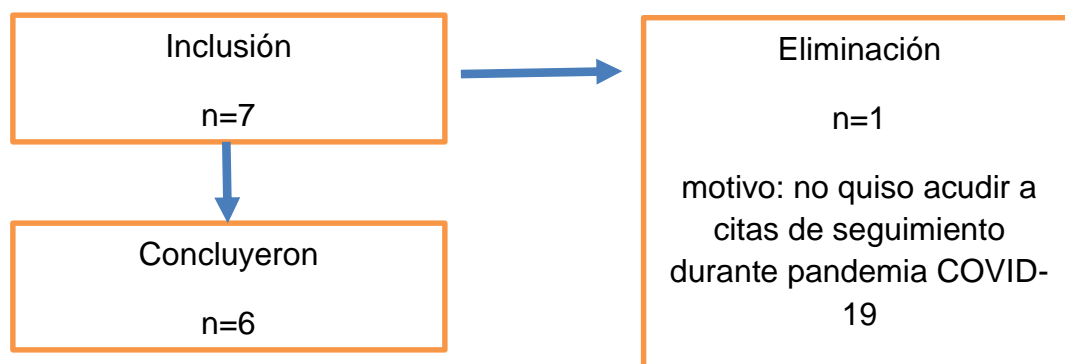 Inclusión
n=7
Eliminación
n=1
motivo: no quiso acudir a
citas de seguimiento
durante pandemia COVID-
19
Concluyeron
n=6